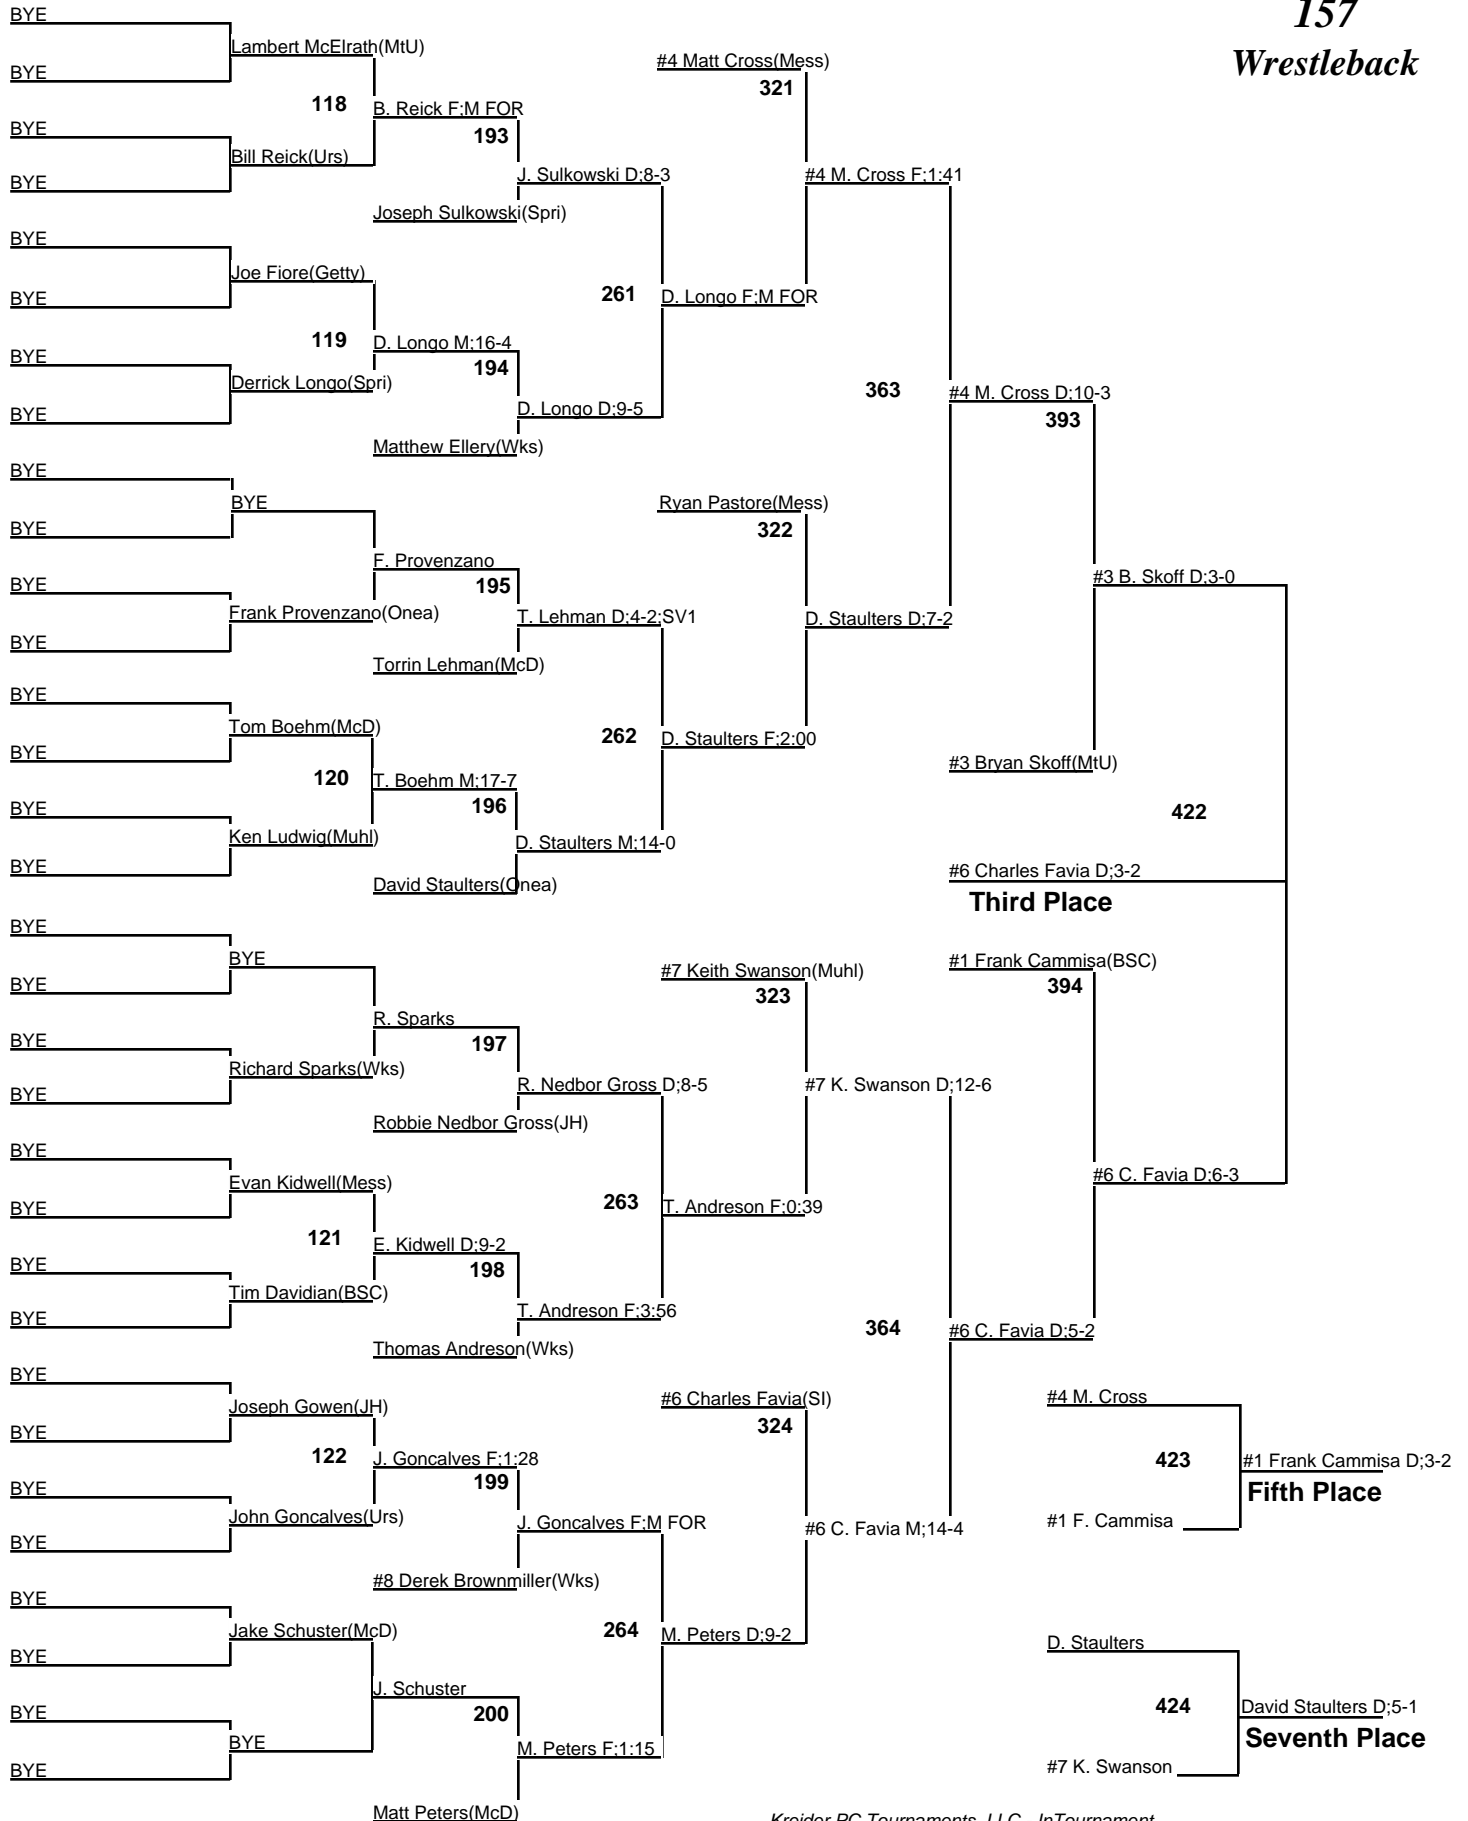 157
Wrestleback
BYE
Lambert McElrath(MtU)
BYE
118
B. Reick F;M FOR
193
BYE
Bill Reick(Urs)
BYE
J. Sulkowski D;8-3
Joseph Sulkowski(Spri)
BYE
Joe Fiore(Getty)
BYE
261
D. Longo F;M FOR
119
D. Longo M;16-4
194
BYE
Derrick Longo(Spri)
BYE
D. Longo D;9-5
Matthew Ellery(Wks)
#4 Matt Cross(Mess)
321
#4 M. Cross F;1:41
363
#4 M. Cross D;10-3
393
BYE
BYE
BYE
F. Provenzano
195
BYE
Frank Provenzano(Onea)
BYE
T. Lehman D;4-2;SV1
Torrin Lehman(McD)
Ryan Pastore(Mess)
322
D. Staulters D;7-2
#3 B. Skoff D;3-0
BYE
Tom Boehm(McD)
BYE
262
D. Staulters F;2:00
120
T. Boehm M;17-7
196
BYE
Ken Ludwig(Muhl)
BYE
D. Staulters M;14-0
David Staulters(Onea)
#3 Bryan Skoff(MtU)
422
#6 Charles Favia D;3-2
Third Place
BYE
BYE
BYE
R. Sparks
197
BYE
Richard Sparks(Wks)
BYE
R. Nedbor Gross D;8-5
Robbie Nedbor Gross(JH)
#7 Keith Swanson(Muhl)
323
#7 K. Swanson D;12-6
#1 Frank Cammisa(BSC)
394
BYE
Evan Kidwell(Mess)
BYE
263
T. Andreson F;0:39
#6 C. Favia D;6-3
121
E. Kidwell D;9-2
198
BYE
Tim Davidian(BSC)
BYE
T. Andreson F;3:56
Thomas Andreson(Wks)
364
#6 C. Favia D;5-2
BYE
Joseph Gowen(JH)
BYE
122
J. Goncalves F;1:28
199
BYE
John Goncalves(Urs)
BYE
J. Goncalves F;M FOR
#8 Derek Brownmiller(Wks)
#6 Charles Favia(SI)
324
#6 C. Favia M;14-4
#4 M. Cross
423
#1 Frank Cammisa D;3-2
Fifth Place
#1 F. Cammisa
BYE
Jake Schuster(McD)
BYE
264
M. Peters D;9-2
J. Schuster
200
BYE
BYE
BYE
M. Peters F;1:15
Matt Peters(McD)
D. Staulters
424
David Staulters D;5-1
Seventh Place
#7 K. Swanson